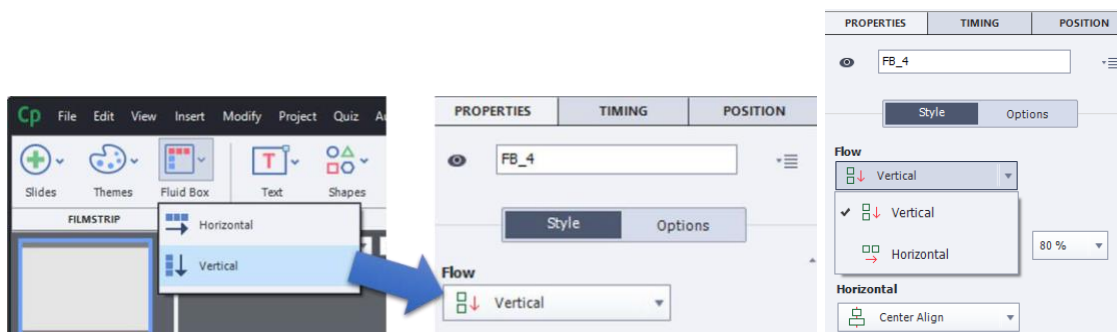 Cp File Edit View Insert Modify Project Quiz
Slides Themes Fluid Box Text Shapes
FILMSTRIP
Horizontal
Vertical
PROPERTIES TIMING POSITION
FB_4
Style Options
Flow
Vertical
PROPERTIES TIMING POSITION
FB_4
Style Options
Flow
Vertical
Vertical
Horizontal
80 %
Horizontal
Center Align